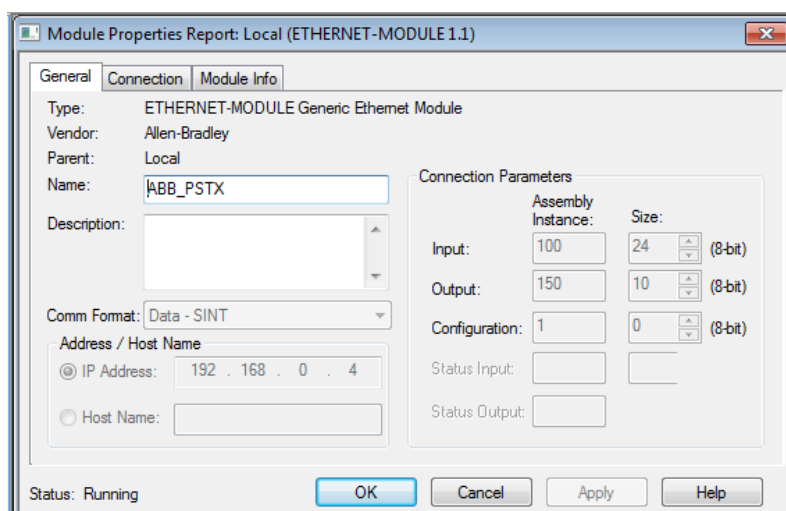 Module Properties Report: Local (ETHERNET-MODULE 1.1)
General Connection Module Info
Type: ETHERNET-MODULE Generic Ethernet Module
Vendor: Allen-Bradley
Parent: Local
Name: ABB_PSTX
Description:
Comm Format: Data - SINT
Address / Host Name
IP Address: 192 . 168 . 0 . 4
Host Name:
Connection Parameters
Assembly
Instance: Size:
Input: 100 24 (8-bit)
Output: 150 10 (8-bit)
Configuration: 1 0 (8-bit)
Status Input:
Status Output:
Status: Running OK Cancel Apply Help